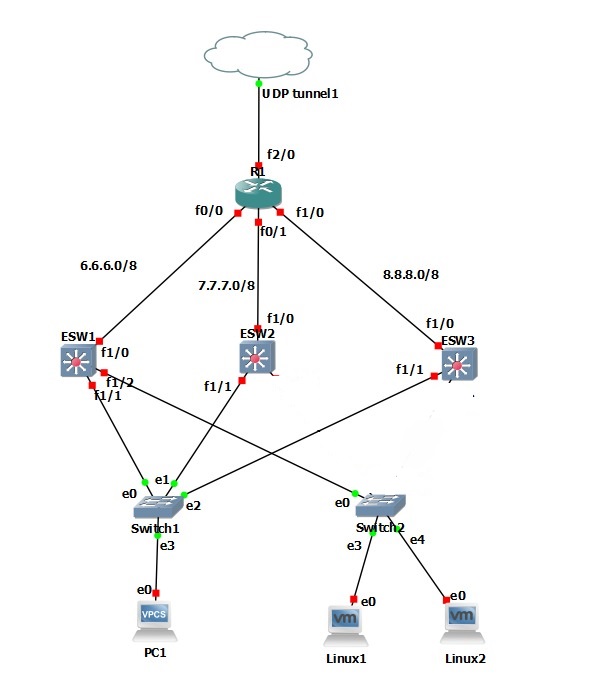 UDP tunnel1
f2/0
R1
f0/0
f1/0
f0/1
6.6.6.0/8
7.7.7.0/8
8.8.8.0/8
f1/0
f1/0
ESW1
ESW2
ESW3
f1/0
f1/2
f1/1
f1/1
f1/1
e0
e1
e2
e0
Switch1
Switch2
e3
e3
e4
e0
e0
e0
VPCS
vm
vm
PC1
Linux1
Linux2